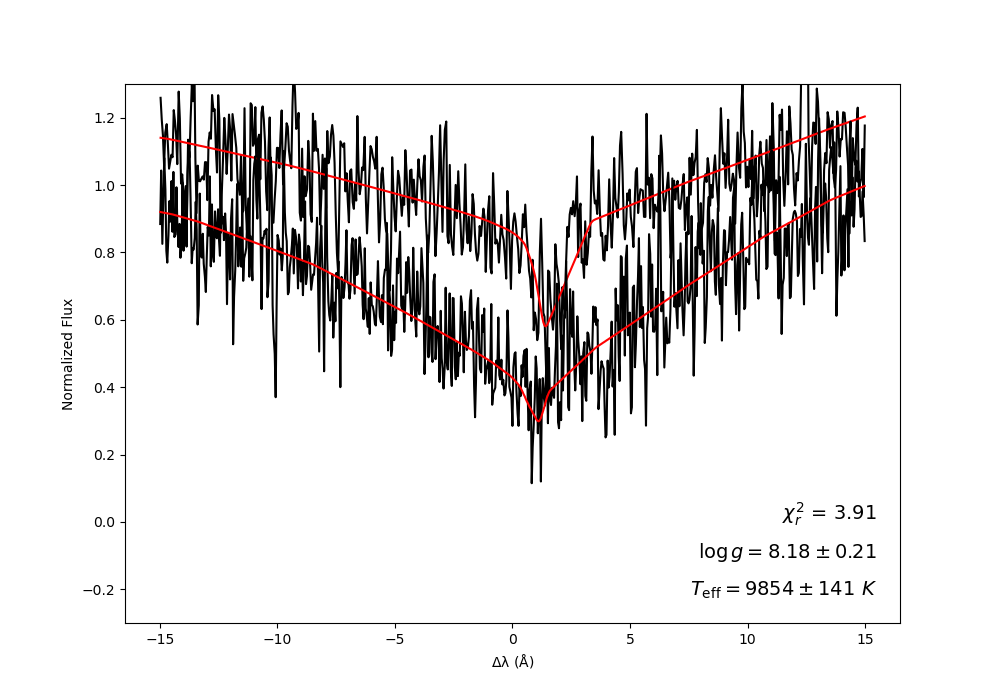 1.2
1.0
0.8
0.6
0.4
0.2
0.0
−0.2
Normalized Flux
−15 −10 −5 0 5 10 15
Δλ (Å)
χ²ᵣ = 3.91
log g = 8.18 ± 0.21
T_eff = 9854 ± 141 K